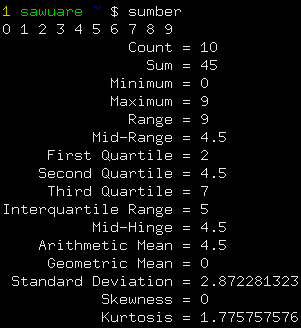 1 sawuare ~ $ sumber
0 1 2 3 4 5 6 7 8 9
Count = 10
Sum = 45
Minimum = 0
Maximum = 9
Range = 9
Mid-Range = 4.5
First Quartile = 2
Second Quartile = 4.5
Third Quartile = 7
Interquartile Range = 5
Mid-Hinge = 4.5
Arithmetic Mean = 4.5
Geometric Mean = 0
Standard Deviation = 2.872281323
Skewness = 0
Kurtosis = 1.775757576